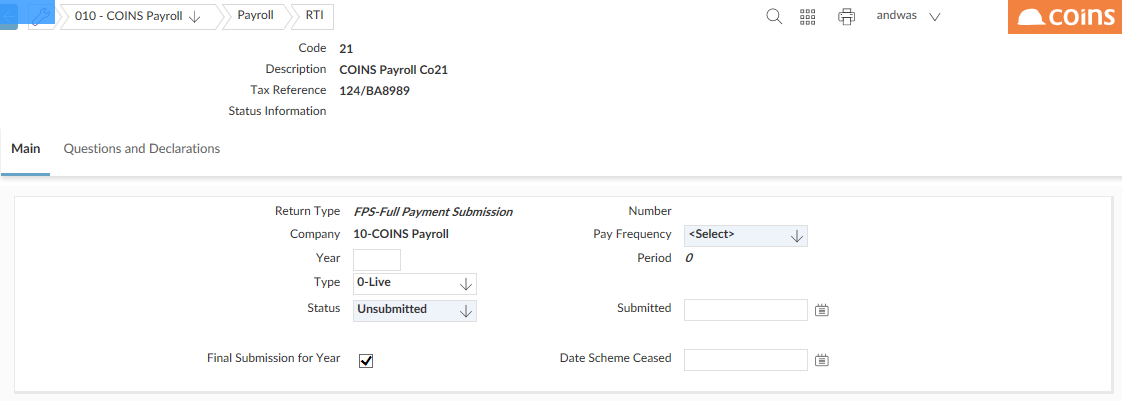 010 - COINS Payroll Payroll RTI andwas coins
Code 21
Description COINS Payroll Co21
Tax Reference 124/BA8989
Status Information
Main Questions and Declarations
Return Type FPS-Full Payment Submission Number
Company 10-COINS Payroll Pay Frequency <Select>
Year Period 0
Type 0-Live
Status Unsubmitted Submitted
Final Submission for Year Date Scheme Ceased